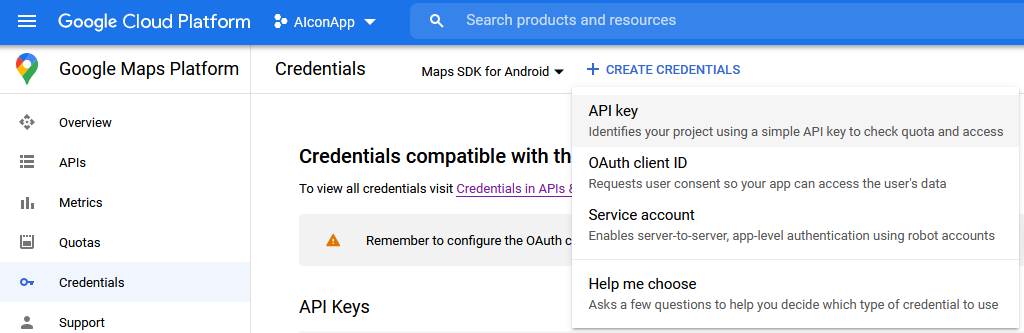 Google Cloud Platform
AIconApp
Search products and resources
Google Maps Platform
Credentials
Maps SDK for Android
CREATE CREDENTIALS
Overview
APIs
Metrics
Quotas
Credentials
Support
Credentials compatible with th
To view all credentials visit Credentials in APIs &
Remember to configure the OAuth c
API Keys
API key
Identifies your project using a simple API key to check quota and access
OAuth client ID
Requests user consent so your app can access the user's data
Service account
Enables server-to-server, app-level authentication using robot accounts
Help me choose
Asks a few questions to help you decide which type of credential to use